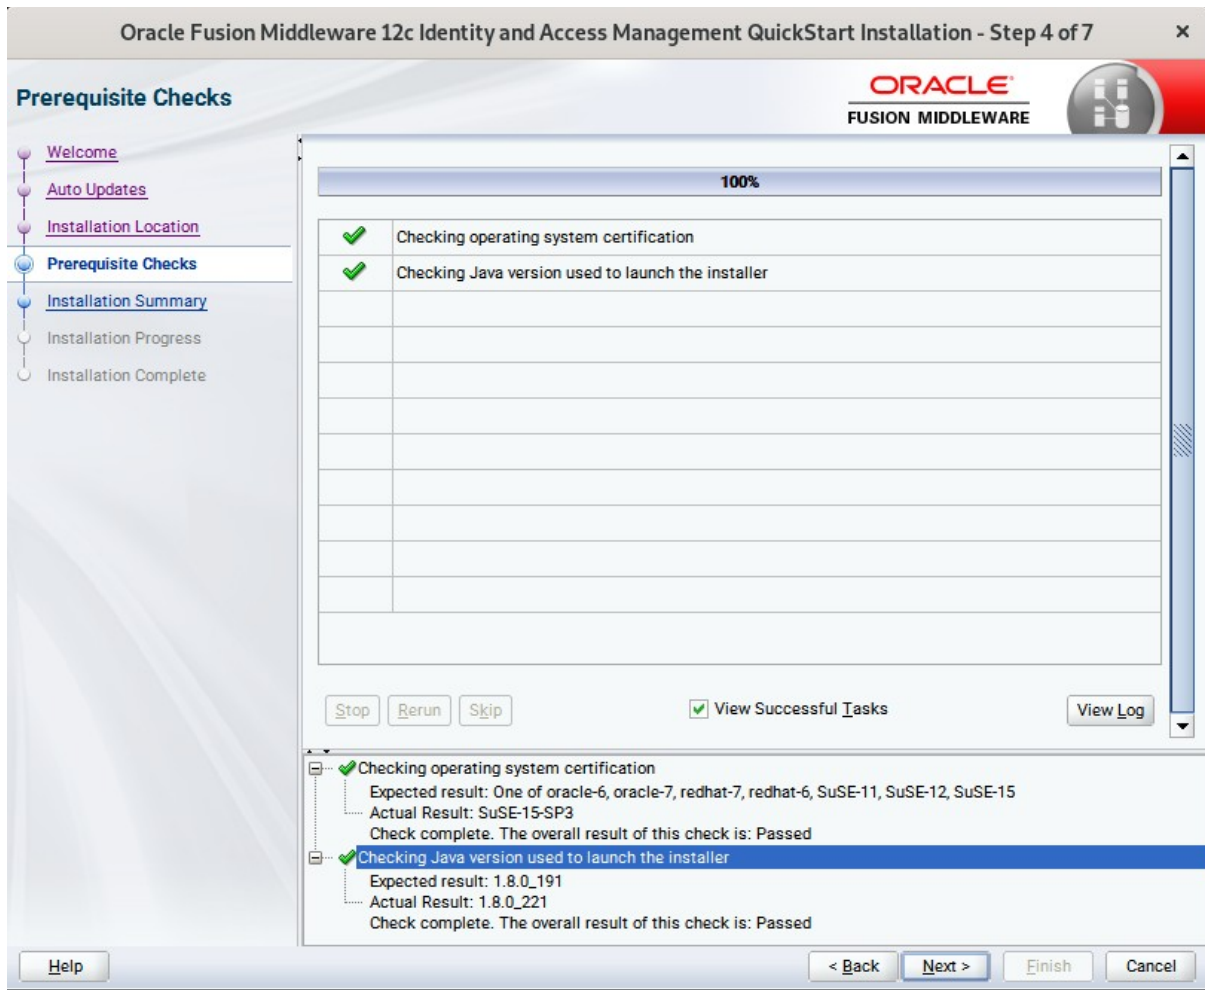 Oracle Fusion Middleware 12c Identity and Access Management QuickStart Installation - Step 4 of 7
Prerequisite Checks
ORACLE
FUSION MIDDLEWARE
Welcome
Auto Updates
Installation Location
Prerequisite Checks
Installation Summary
Installation Progress
Installation Complete
100%
Checking operating system certification
Checking Java version used to launch the installer
Stop Rerun Skip View Successful Tasks View Log
Checking operating system certification
Expected result: One of oracle-6, oracle-7, redhat-7, redhat-6, SuSE-11, SuSE-12, SuSE-15
Actual Result: SuSE-15-SP3
Check complete. The overall result of this check is: Passed
Checking Java version used to launch the installer
Expected result: 1.8.0_191
Actual Result: 1.8.0_221
Check complete. The overall result of this check is: Passed
Help < Back Next > Finish Cancel